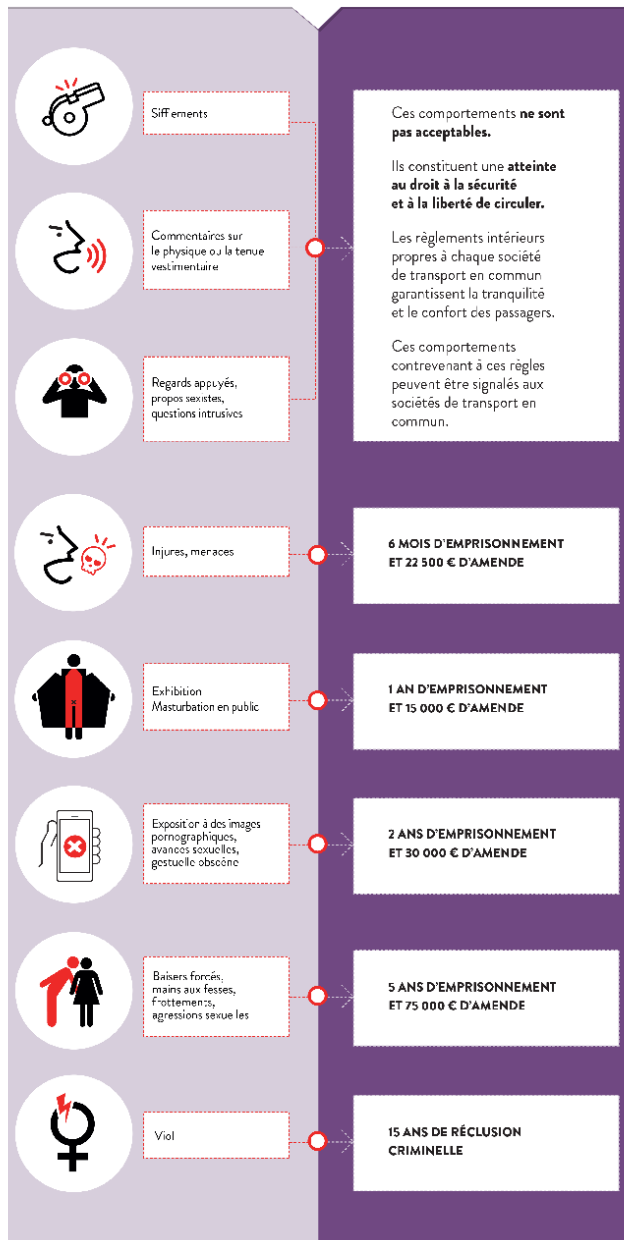 Sifflements
Commentaires sur
le physique ou la tenue
vestimentaire
Regards appuyés,
propos sexistes,
questions intrusives
Ces comportements ne sont
pas acceptables.
Ils constituent une atteinte
au droit à la sécurité
et à la liberté de circuler.
Les règlements intérieurs
propres à chaque société
de transport en commun
garantissent la tranquilité
et le confort des passagers.
Ces comportements
contrevenant à ces règles
peuvent être signalés aux
sociétés de transport en
commun.
Injures, menaces
6 MOIS D'EMPRISONNEMENT
ET 22 500 € D'AMENDE
Exhibition
Masturbation en public
1 AN D'EMPRISONNEMENT
ET 15 000 € D'AMENDE
Exposition à des images
pornographiques,
avances sexuelles,
gestuelle obscène
2 ANS D'EMPRISONNEMENT
ET 30 000 € D'AMENDE
Baisers forcés,
mains aux fesses,
frottements,
agressions sexuelles
5 ANS D'EMPRISONNEMENT
ET 75 000 € D'AMENDE
Viol
15 ANS DE RÉCLUSION
CRIMINELLE